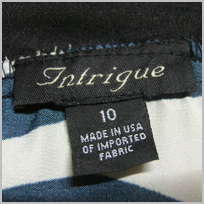 Intrigue
10
MADE IN USA
OF IMPORTED
FABRIC